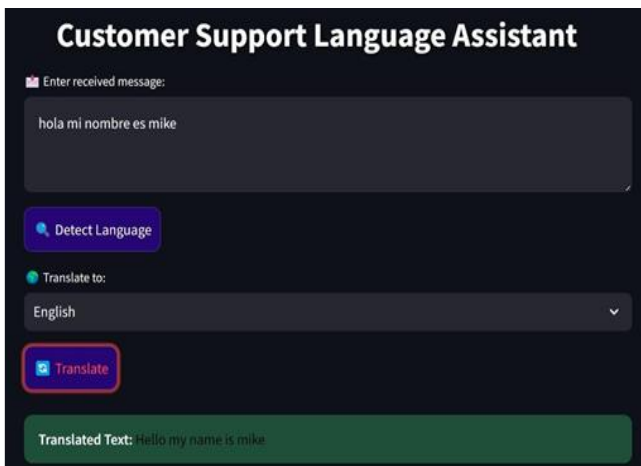 Customer Support Language Assistant
Enter received message:
hola mi nombre es mike
Detect Language
Translate to:
English
Translate
Translated Text: Hello my name is mike